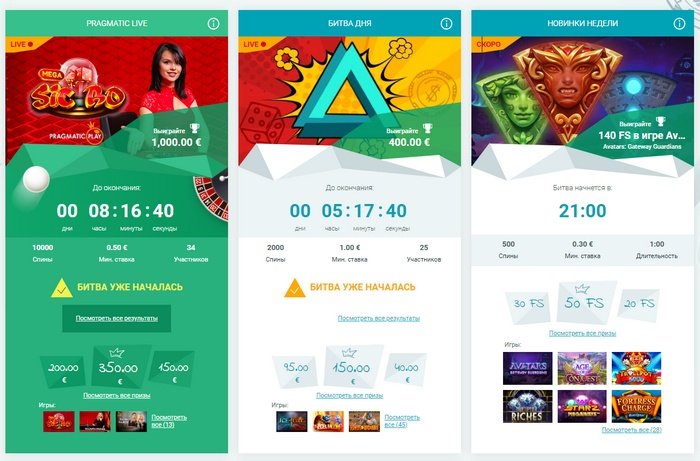 PRAGMATIC LIVE
LIVE
MEGA
SIC BO
PRAGMATIC PLAY
Выиграйте
1,000.00 €
До окончания:
00 08 : 16 : 40
дни часы минуты секунды
10000 0.50 € 34
Спины Мин. ставка Участников
БИТВА УЖЕ НАЧАЛАСЬ
Посмотреть все результаты
200.00 € 350.00 € 150.00 €
Посмотреть все призы
Игры:
Посмотреть
все (13)
БИТВА ДНЯ
LIVE
Выиграйте
400.00 €
До окончания:
00 05 : 17 : 40
дни часы минуты секунды
2000 1.00 € 25
Спины Мин. ставка Участников
БИТВА УЖЕ НАЧАЛАСЬ
Посмотреть все результаты
95.00 € 150.00 € 40.00 €
Посмотреть все призы
Игры:
Посмотреть
все (45)
НОВИНКИ НЕДЕЛИ
СКОРО
Выиграйте
140 FS в игре Av...
Avatars: Gateway Guardians
Битва начнется в:
21:00
500 0.30 € 1:00
Спины Мин. ставка Длительность
30 FS 50 FS 20 FS
Посмотреть все призы
Игры:
AVATARS
GATEWAY GUARDIANS
AGE OF
CONQUEST
TROLLPOT
5000
RICHES
STARZ
MEGAWAYS
FORTRESS
CHARGE
Посмотреть все (28)